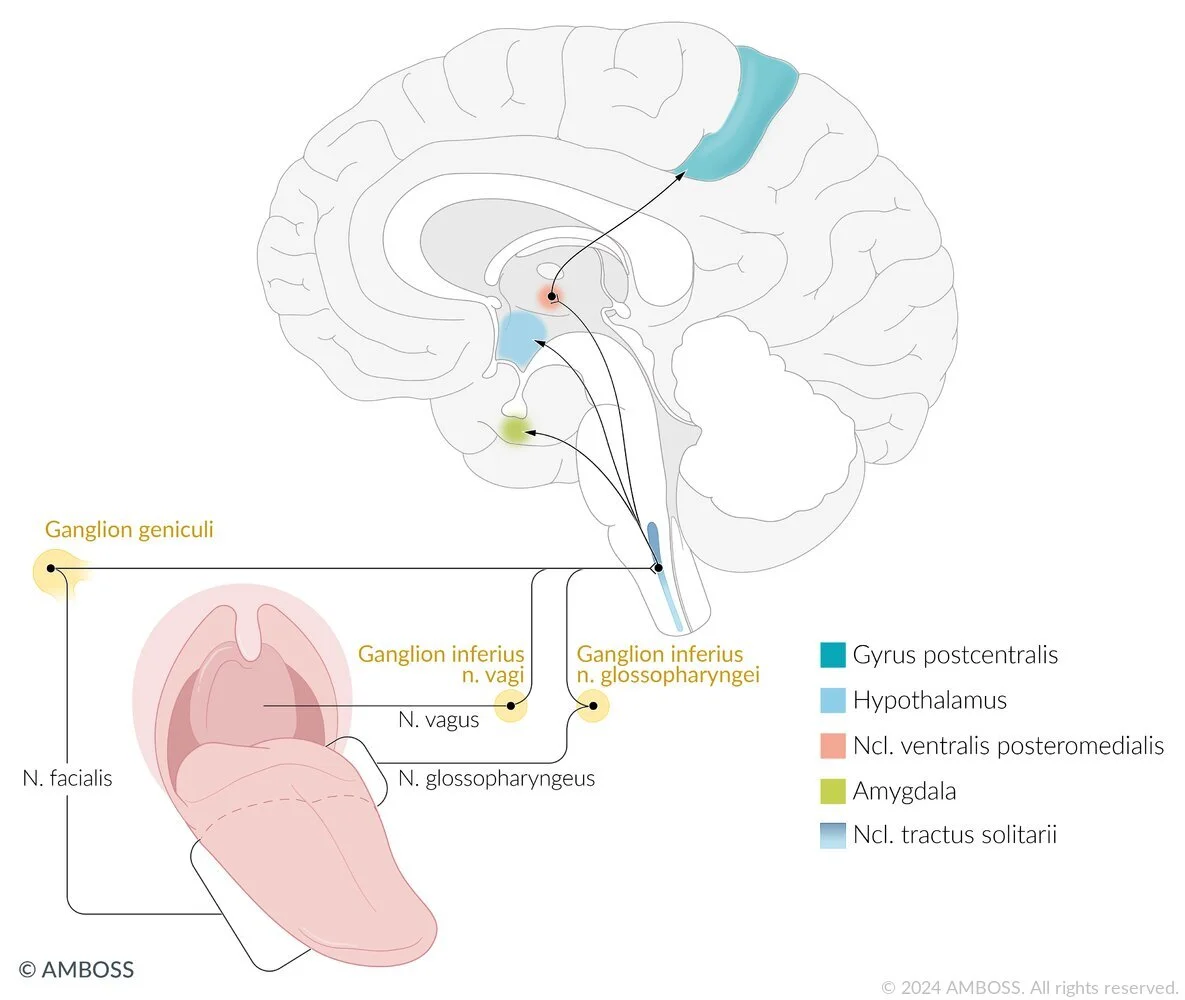 Ganglion geniculi
Ganglion inferius
n. vagi
Ganglion inferius
n. glossopharyngei
N. vagus
N. facialis
N. glossopharyngeus
Gyrus postcentralis
Hypothalamus
Ncl. ventralis posteromedialis
Amygdala
Ncl. tractus solitarii
© AMBOSS
© 2024 AMBOSS. All rights reserved.